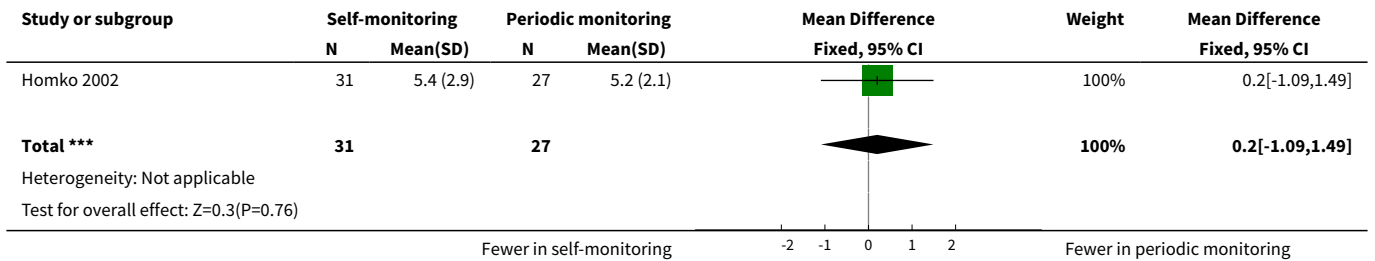 Study or subgroup Self-monitoring Periodic monitoring Mean Difference Weight Mean Difference
N Mean(SD) N Mean(SD) Fixed, 95% CI Fixed, 95% CI
Homko 2002 31 5.4 (2.9) 27 5.2 (2.1) 100% 0.2[-1.09,1.49]
Total *** 31 27 100% 0.2[-1.09,1.49]
Heterogeneity: Not applicable
Test for overall effect: Z=0.3(P=0.76)
Fewer in self-monitoring -2 -1 0 1 2 Fewer in periodic monitoring